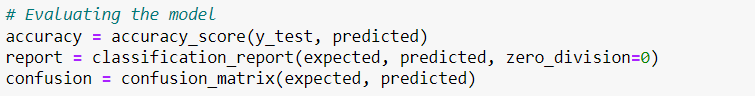 # Evaluating the model
accuracy = accuracy_score(y_test, predicted)
report = classification_report(expected, predicted, zero_division=0)
confusion = confusion_matrix(expected, predicted)